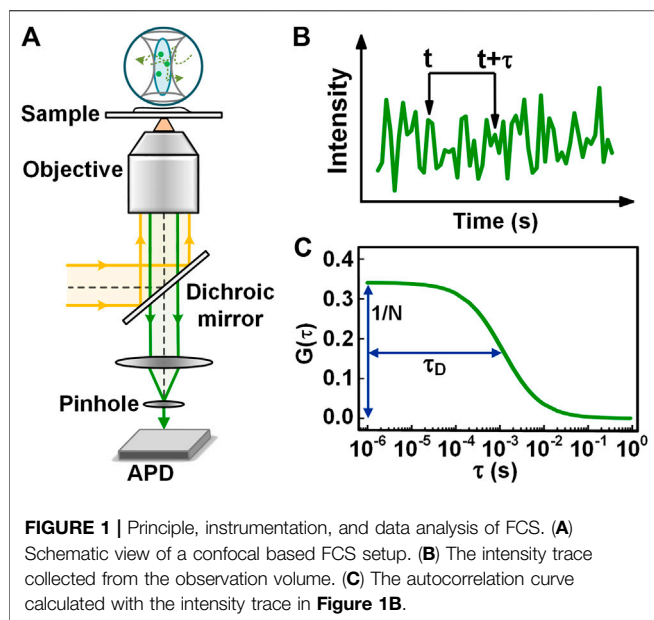 A
Sample
Objective
Dichroic
mirror
Pinhole
APD
B
t
t+τ
Intensity
Time (s)
C
0.4
0.3
0.2
0.1
0.0
G(τ)
1/N
τD
10⁻⁶ 10⁻⁵ 10⁻⁴ 10⁻³ 10⁻² 10⁻¹ 10⁰
τ (s)
FIGURE 1 | Principle, instrumentation, and data analysis of FCS. (A)
Schematic view of a confocal based FCS setup. (B) The intensity trace
collected from the observation volume. (C) The autocorrelation curve
calculated with the intensity trace in Figure 1B.